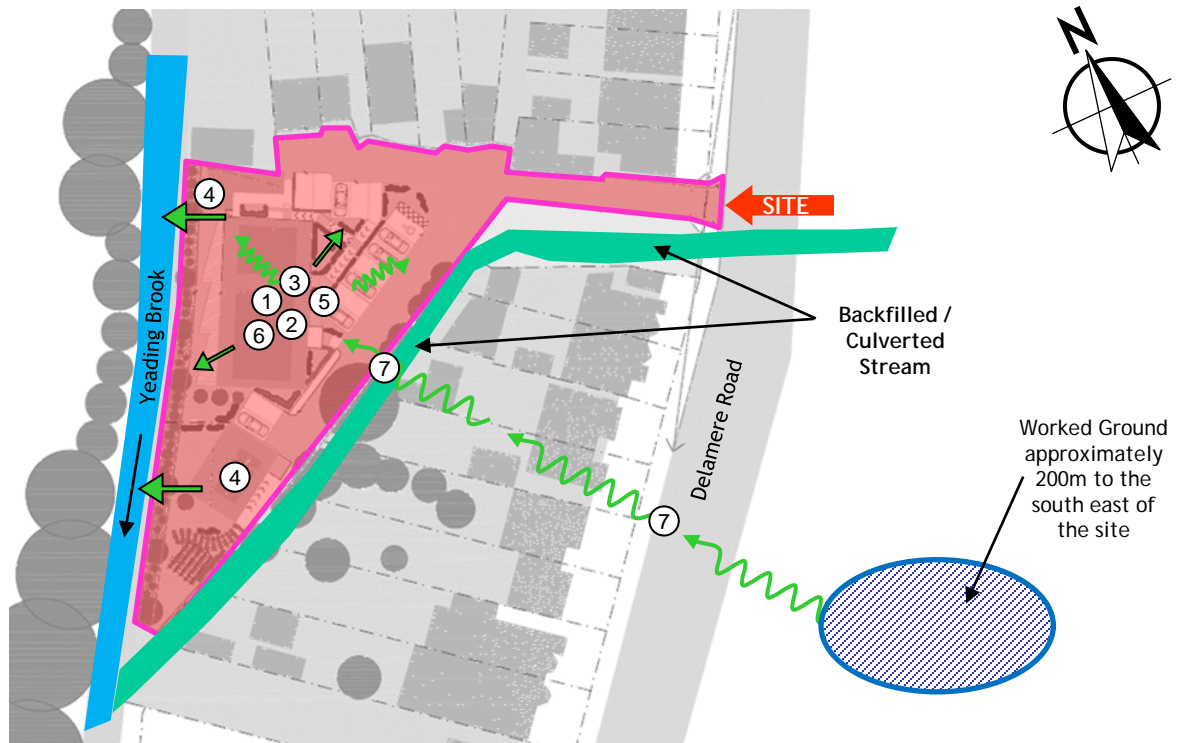 N
4
SITE
3
1
5
6
2
Yeading Brook
Backfilled /
Culverted
Stream
7
Delamere Road
Worked Ground
approximately
200m to the
south east of
the site
4
7